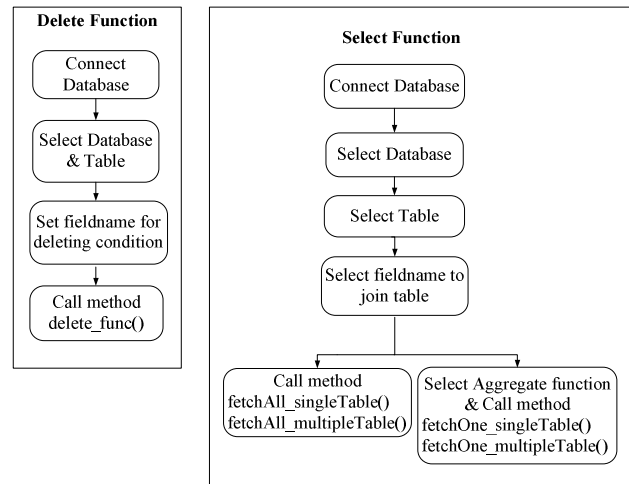 Delete Function
Connect
Database
Select Database
& Table
Set fieldname for
deleting condition
Call method
delete_func()
Select Function
Connect Database
Select Database
Select Table
Select fieldname to
join table
Call method
fetchAll_singleTable()
fetchAll_multipleTable()
Select Aggregate function
& Call method
fetchOne_singleTable()
fetchOne_multipleTable()